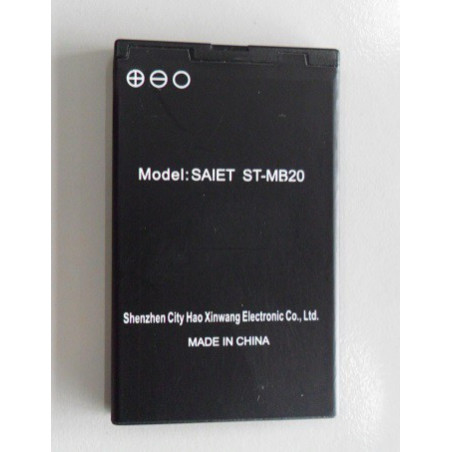 ⊕⊖○
Model:SAIET ST-MB20
Shenzhen City Hao Xinwang Electronic Co., Ltd.
MADE IN CHINA